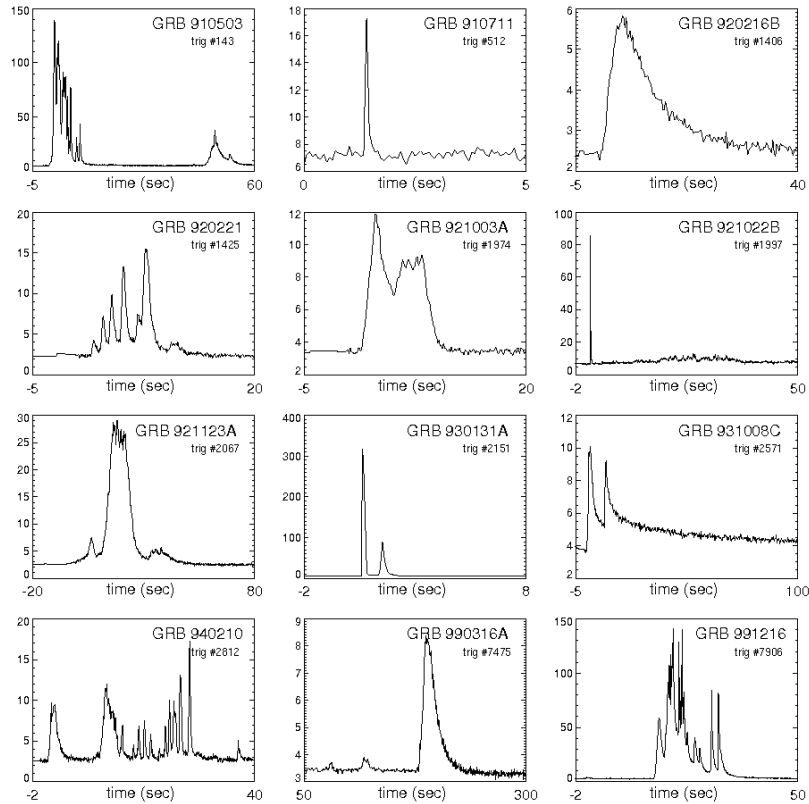 GRB 910503
trig #143
150
100
50
0
-5
time (sec)
60
GRB 910711
trig #512
18
16
14
12
10
8
6
0
time (sec)
5
GRB 920216B
trig #1406
6
5
4
3
2
-5
time (sec)
40
GRB 920221
trig #1425
20
15
10
5
0
-5
time (sec)
20
GRB 921003A
trig #1974
12
10
8
6
4
2
-5
time (sec)
20
GRB 921022B
trig #1997
100
80
60
40
20
0
-2
time (sec)
50
GRB 921123A
trig #2067
30
25
20
15
10
5
0
-20
time (sec)
80
GRB 930131A
trig #2151
400
300
200
100
0
-2
time (sec)
8
GRB 931008C
trig #2571
12
10
8
6
4
2
-5
time (sec)
100
GRB 940210
trig #2812
20
15
10
5
0
-2
time (sec)
40
GRB 990316A
trig #7475
9
8
7
6
5
4
3
50
time (sec)
300
GRB 991216
trig #7906
150
100
50
0
-2
time (sec)
50